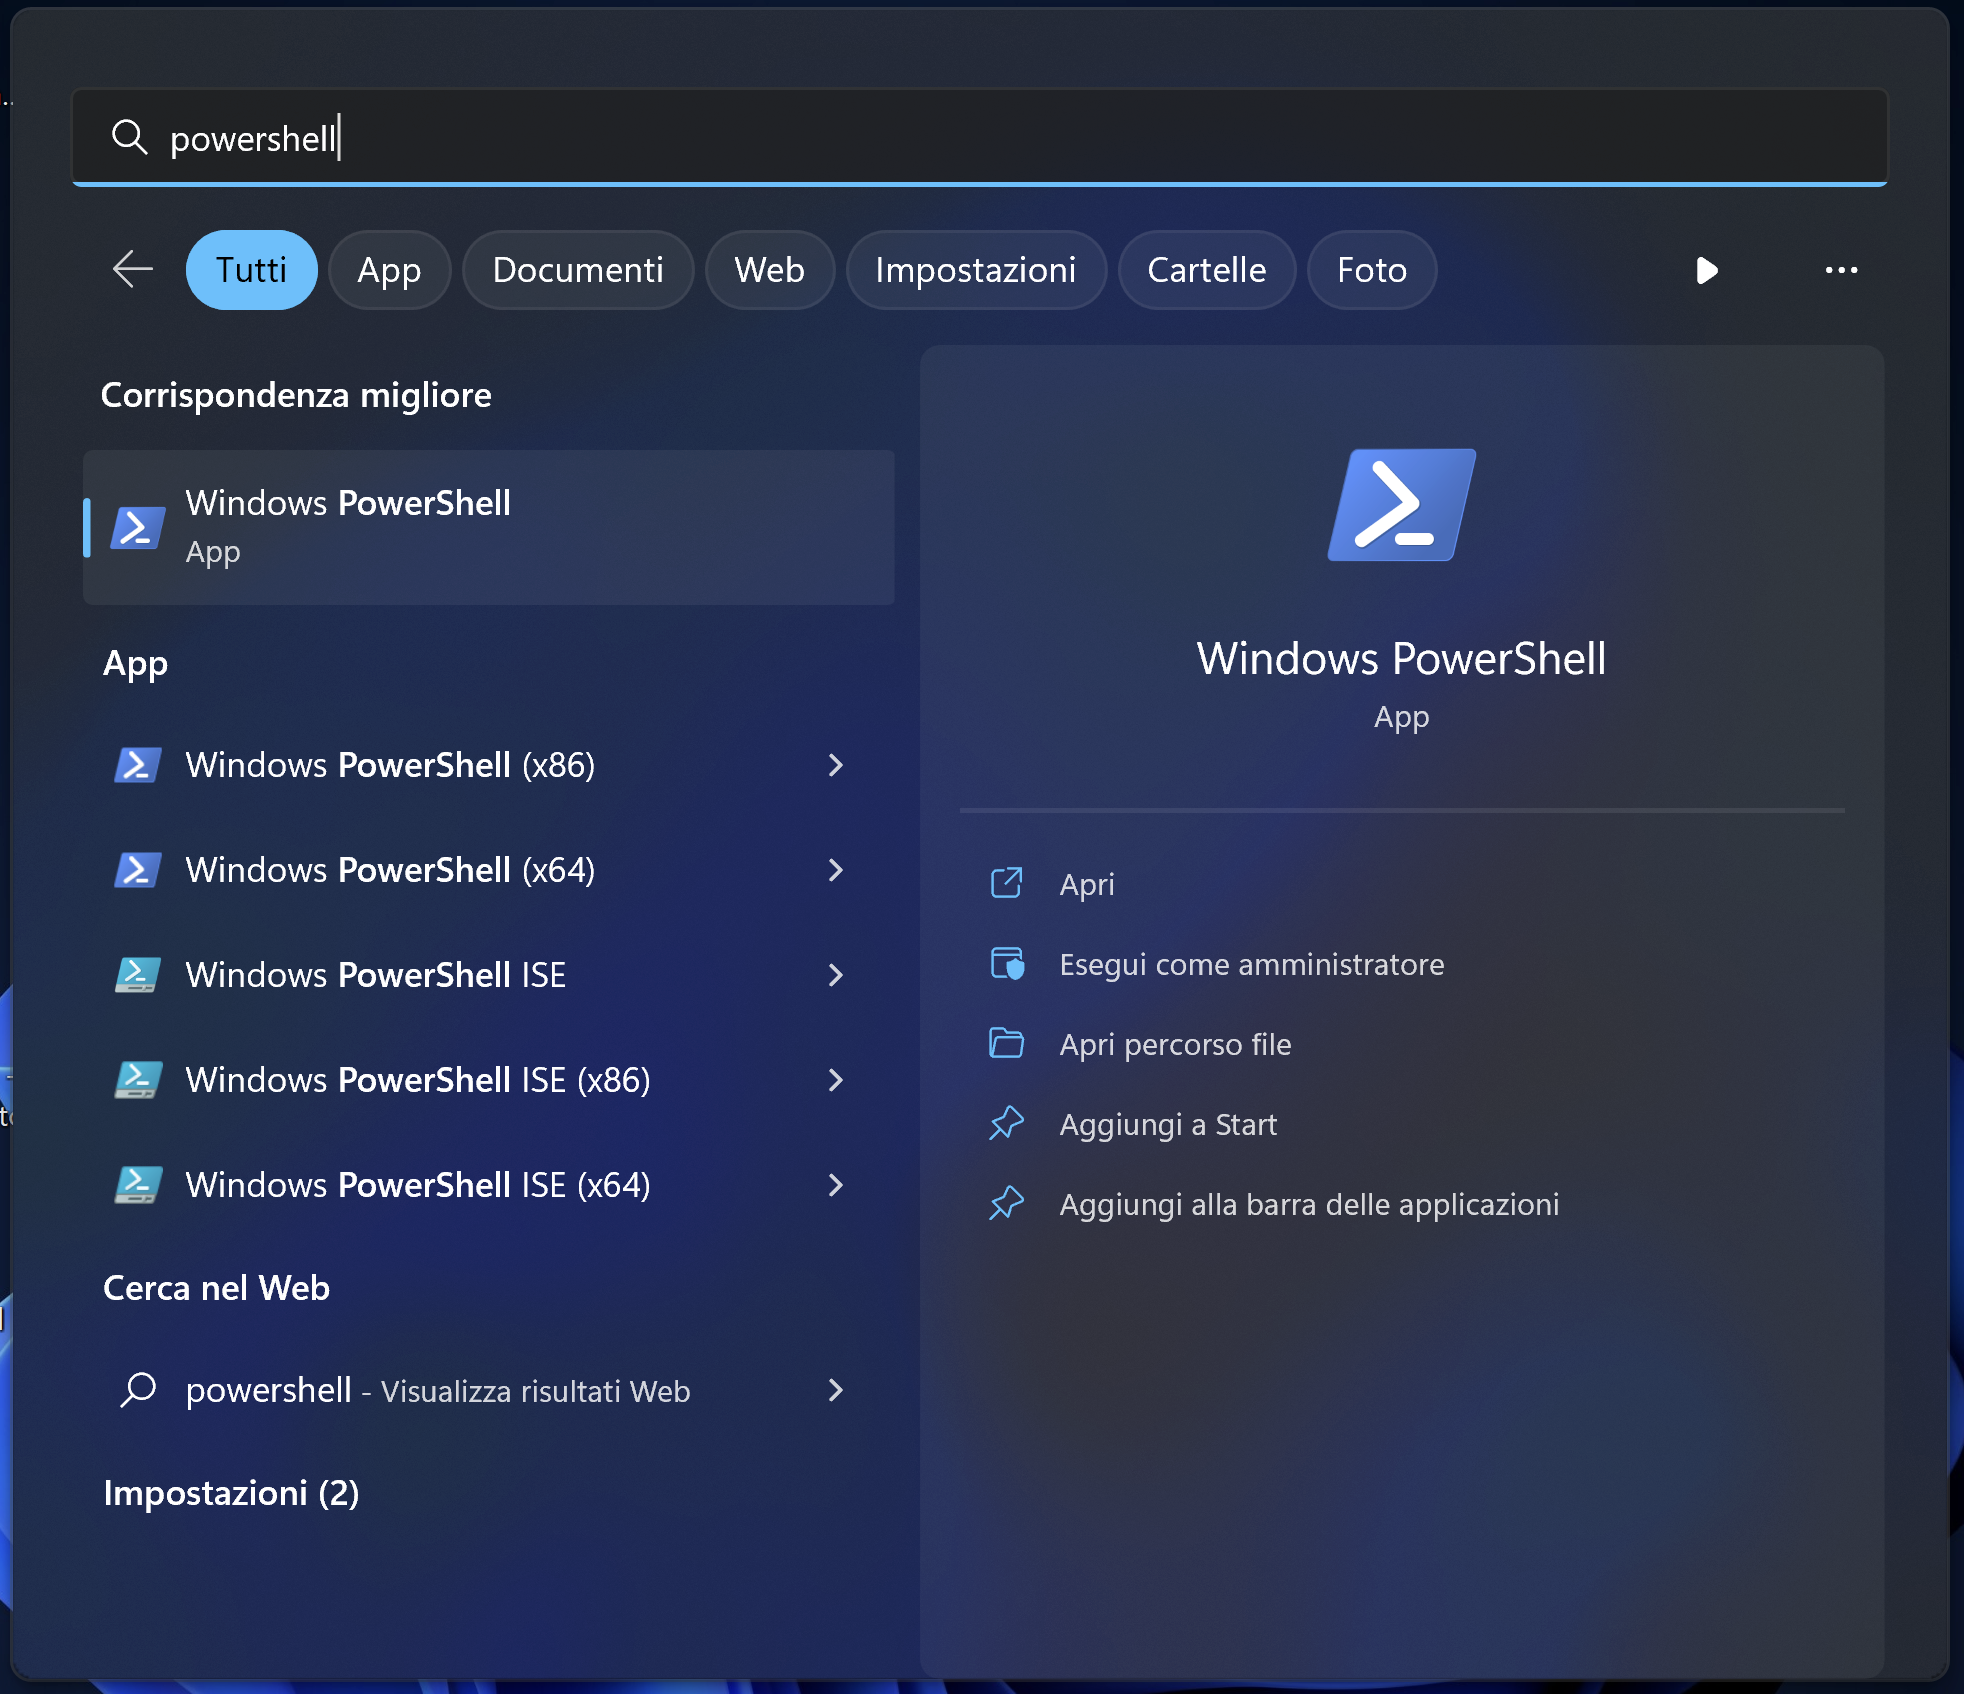 powershell
Tutti App Documenti Web Impostazioni Cartelle Foto
Corrispondenza migliore
Windows PowerShell
App
App
Windows PowerShell (x86)
Windows PowerShell (x64)
Windows PowerShell ISE
Windows PowerShell ISE (x86)
Windows PowerShell ISE (x64)
Cerca nel Web
powershell - Visualizza risultati Web
Impostazioni (2)
Windows PowerShell
App
Apri
Esegui come amministratore
Apri percorso file
Aggiungi a Start
Aggiungi alla barra delle applicazioni